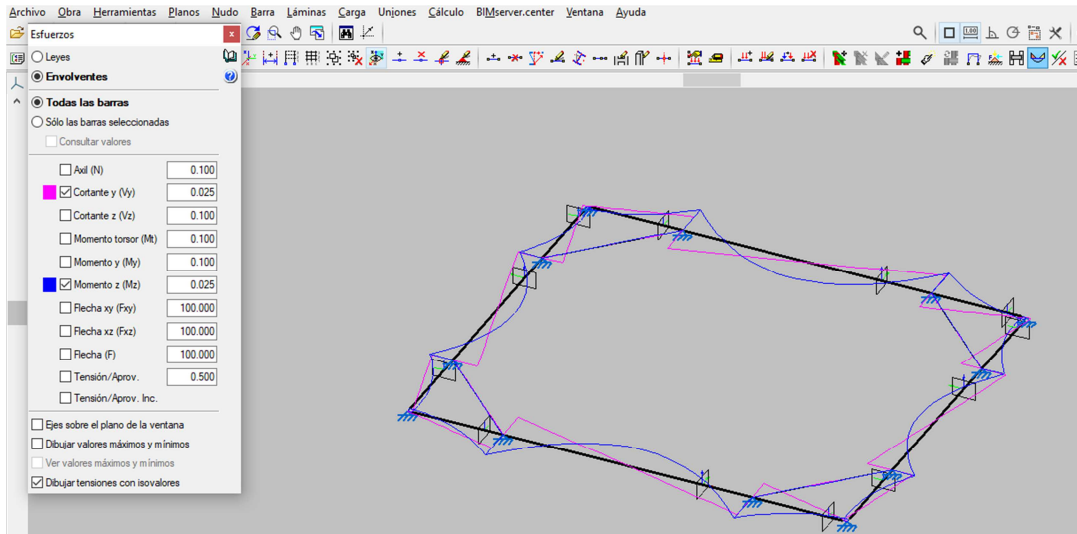 Archivo Obra Herramientas Planos Nudo Barra Láminas Carga Uniones Cálculo BIMserver.center Ventana Ayuda
Esfuerzos x
Leyes
Envolventes
Todas las barras
Sólo las barras seleccionadas
Consultar valores
Axil (N) 0.100
Cortante y (Vy) 0.025
Cortante z (Vz) 0.100
Momento torsor (Mt) 0.100
Momento y (My) 0.100
Momento z (Mz) 0.025
Flecha xy (Fxy) 100.000
Flecha xz (Fxz) 100.000
Flecha (F) 100.000
Tensión/Aprov. 0.500
Tensión/Aprov. Inc.
Ejes sobre el plano de la ventana
Dibujar valores máximos y mínimos
Ver valores máximos y mínimos
Dibujar tensiones con isovalores